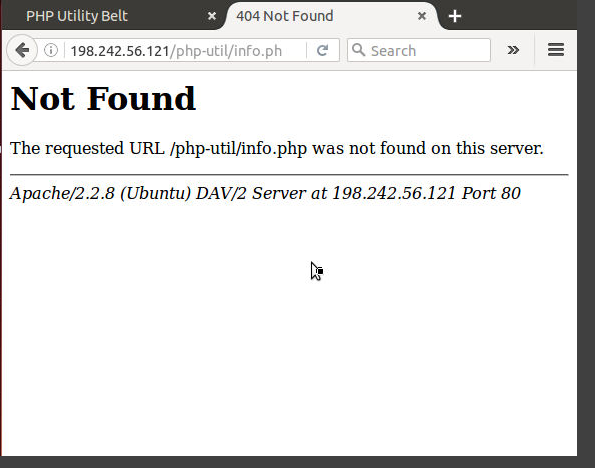 PHP Utility Belt × 404 Not Found × +
198.242.56.121/php-util/info.ph Search »
Not Found
The requested URL /php-util/info.php was not found on this server.
Apache/2.2.8 (Ubuntu) DAV/2 Server at 198.242.56.121 Port 80